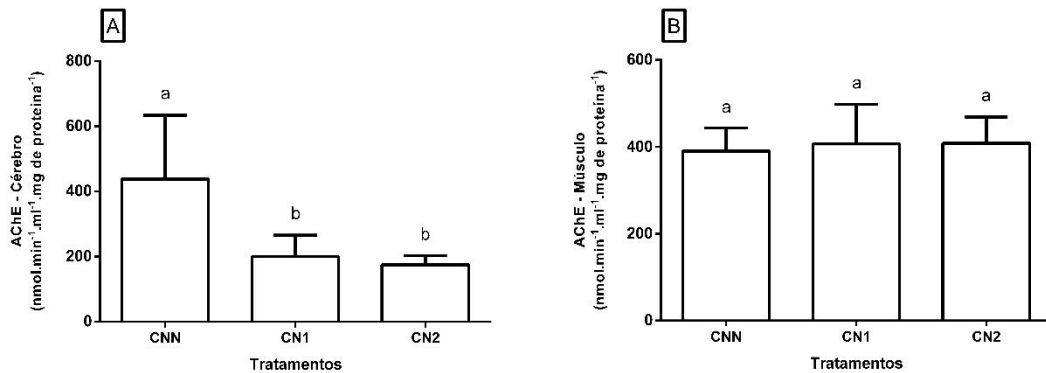 A
AChE - Cérebro
(nmol.min⁻¹.ml⁻¹.mg de proteína⁻¹)
800
600
400
200
0
a
b
b
CNN
CN1
CN2
Tratamentos
B
AChE - Músculo
(nmol.min⁻¹.ml⁻¹.mg de proteína⁻¹)
600
400
200
0
a
a
a
CNN
CN1
CN2
Tratamentos